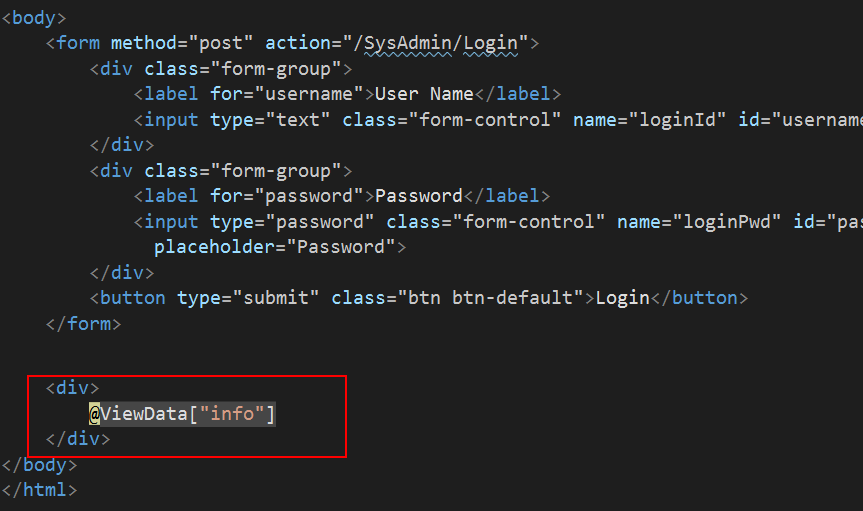 <body>
<form method="post" action="/SysAdmin/Login">
<div class="form-group">
<label for="username">User Name</label>
<input type="text" class="form-control" name="loginId" id="username
</div>
<div class="form-group">
<label for="password">Password</label>
<input type="password" class="form-control" name="loginPwd" id="pas
placeholder="Password">
</div>
<button type="submit" class="btn btn-default">Login</button>
</form>
<div>
@ViewData["info"]
</div>
</body>
</html>